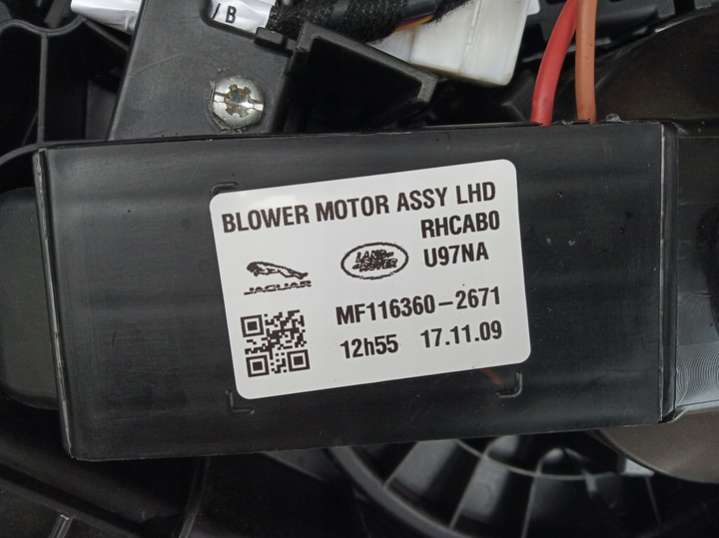 / B
BLOWER MOTOR ASSY LHD
RHCAB0
U97NA
JAGUAR
LAND
ROVER
MF116360-2671
12h55 17.11.09